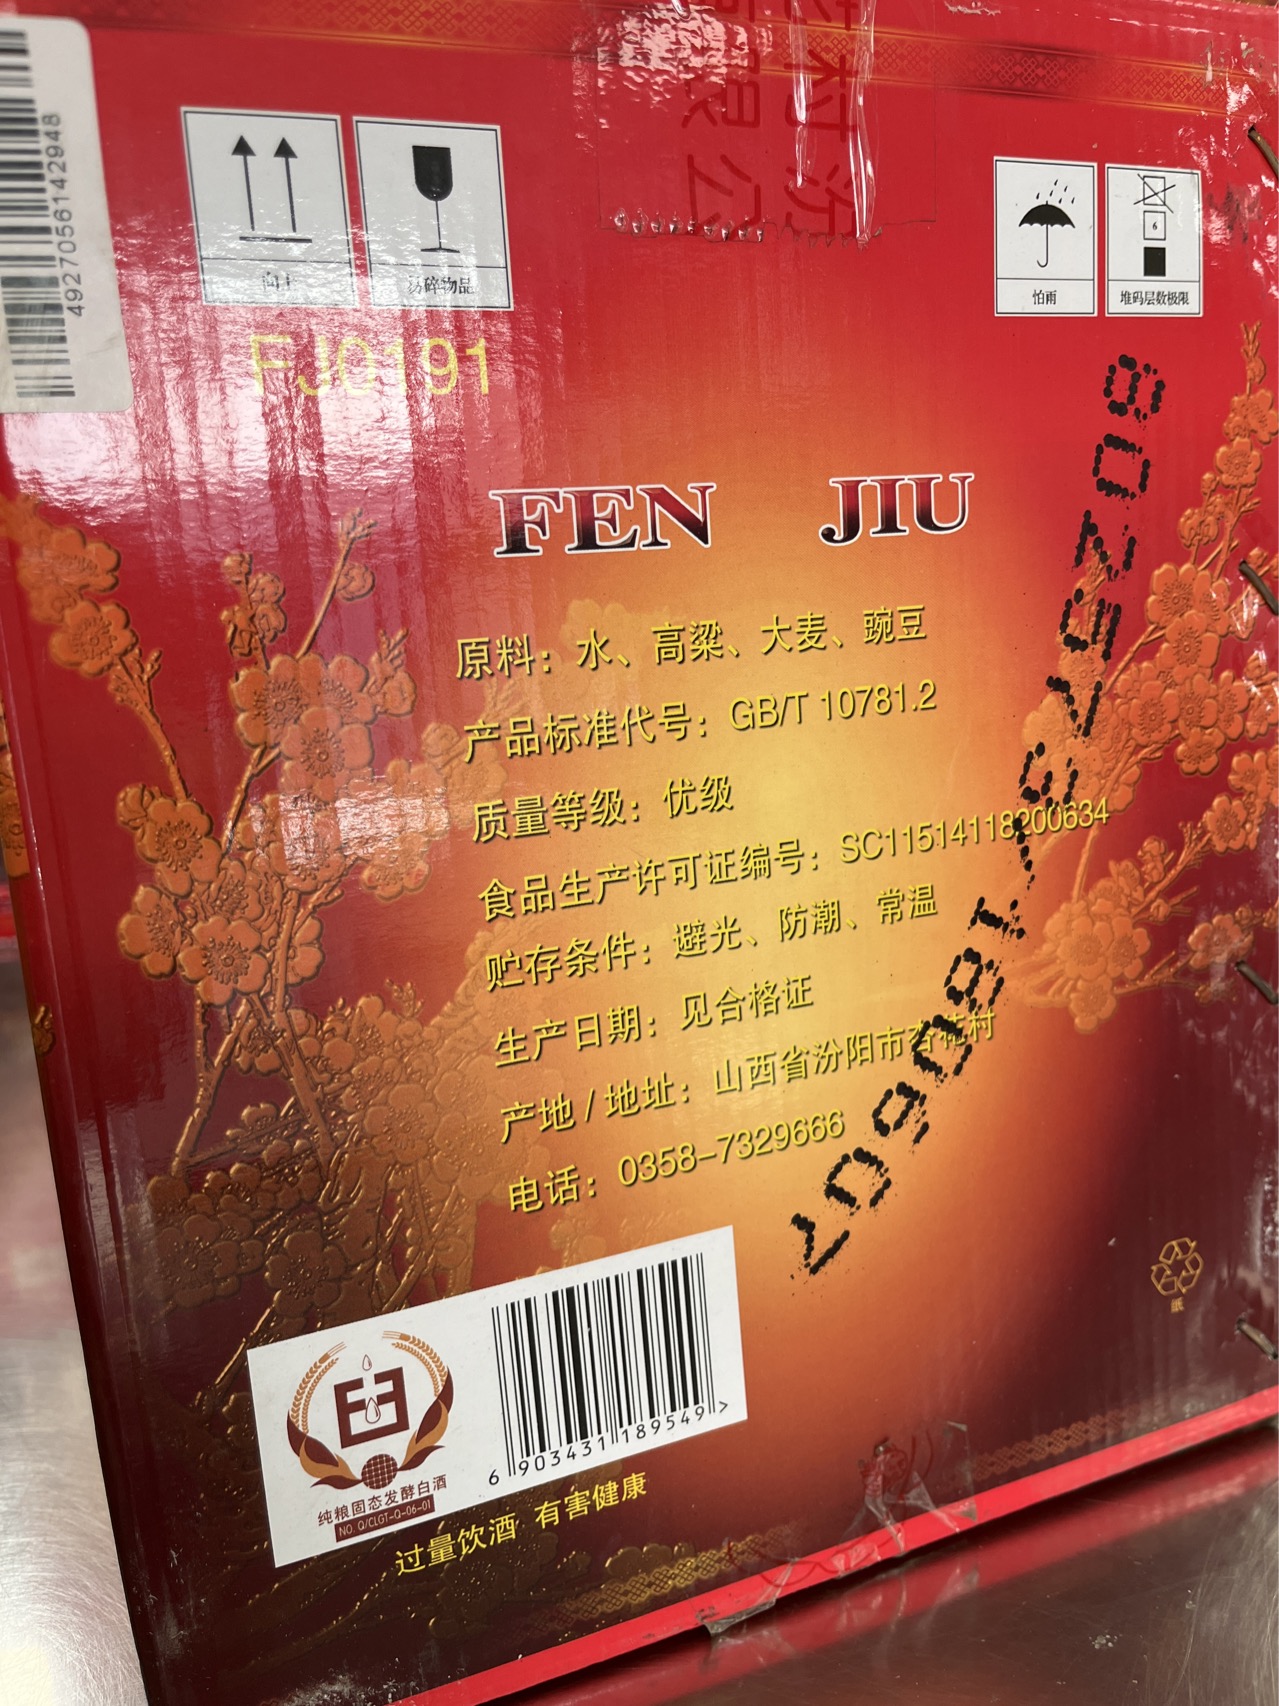 4927056142948
向上
易碎物品
怕雨
6
堆码层数极限
FJ0191
FEN JIU
原料：水、高粱、大麦、豌豆
产品标准代号：GB/T 10781.2
质量等级：优级
食品生产许可证编号：SC11514118200634
贮存条件：避光、防潮、常温
生产日期：见合格证
产地/地址：山西省汾阳市杏花村
电话：0358-7329666
纯粮固态发酵白酒
NO. Q/CLGT-Q-06-01
6 903431 189549 >
过量饮酒 有害健康
纸